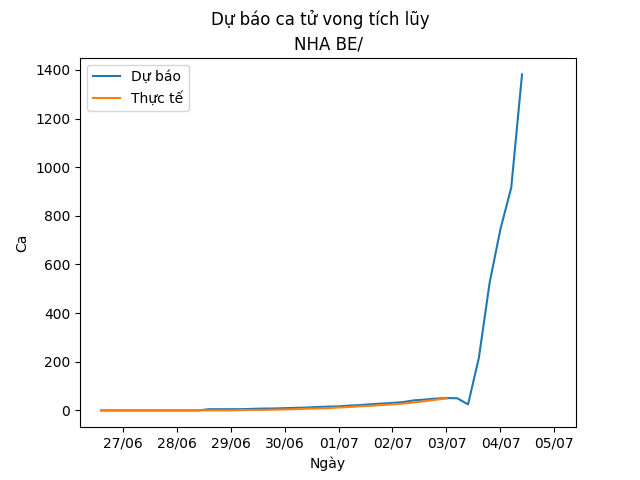 Dự báo ca tử vong tích lũy
NHA BE/
Dự báo
Thực tế
1400
1200
1000
800
600
400
200
0
Ca
27/06 28/06 29/06 30/06 01/07 02/07 03/07 04/07 05/07
Ngày